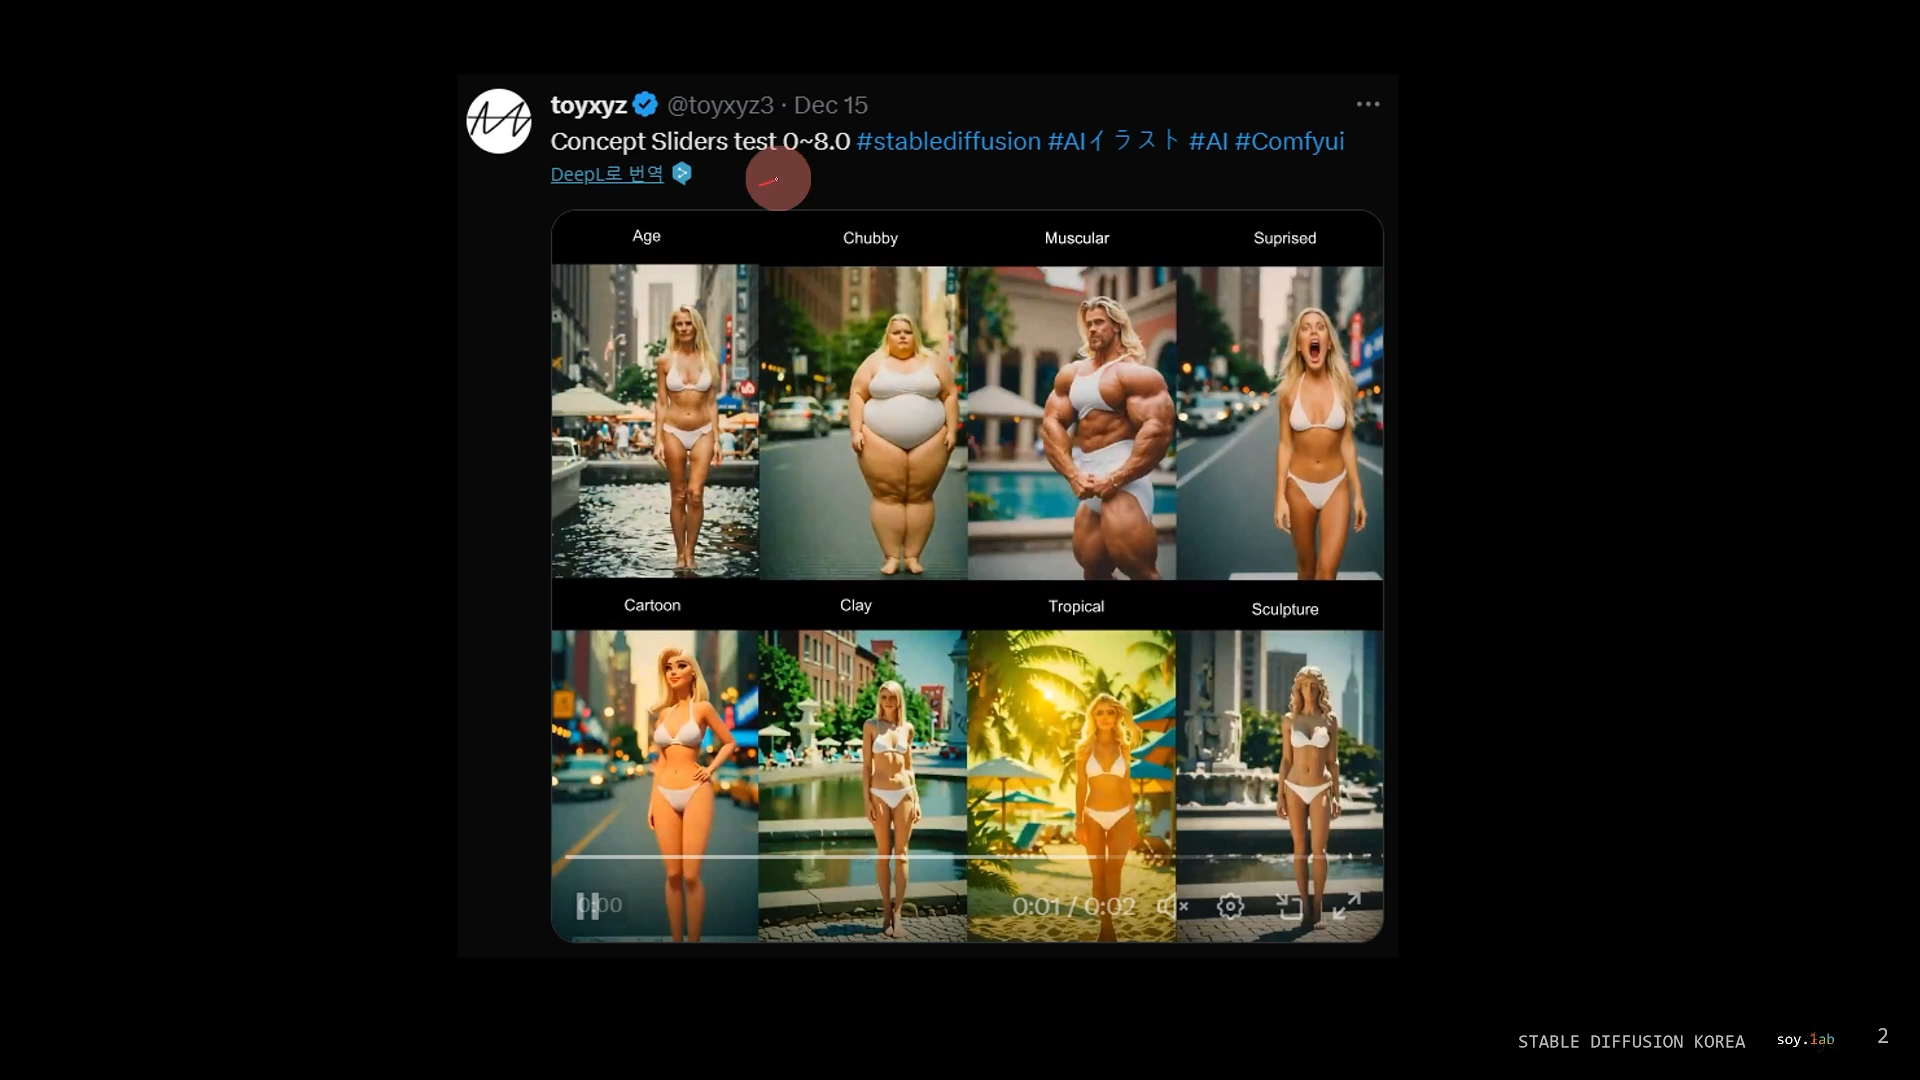 toyxyz @toyxyz3 · Dec 15
Concept Sliders test 0~8.0 #stablediffusion #AIイラスト #AI #Comfyui
DeepL로 번역
Age Chubby Muscular Suprised
Cartoon Clay Tropical Sculpture
0:00 0:01 / 0:02
STABLE DIFFUSION KOREA soy.lab 2